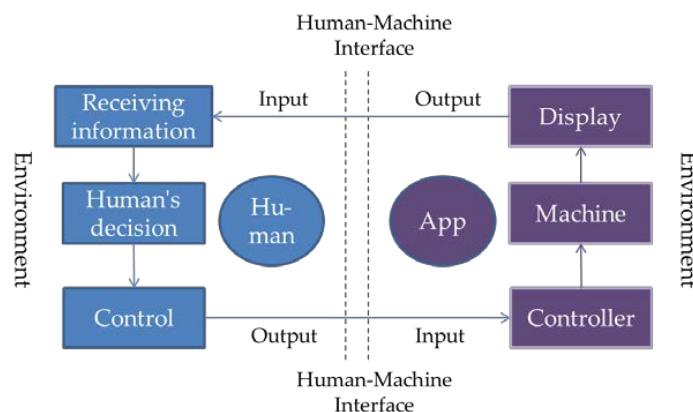 Human-Machine
Interface
Receiving
information
Input
Output
Display
Environment
Human's
decision
Hu-
man
App
Machine
Environment
Control
Output
Input
Controller
Human-Machine
Interface